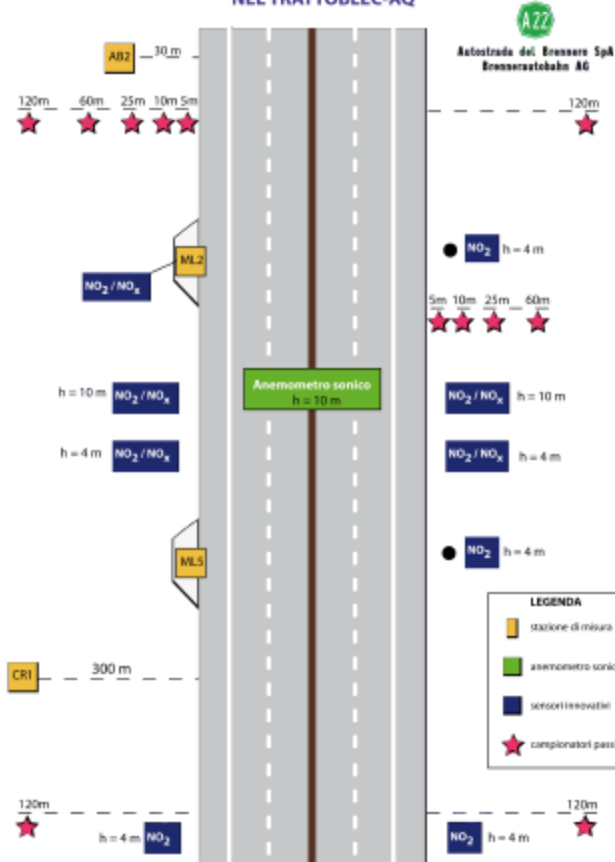 NEL TRATTO BLEC-AQ
A22
Autostrada del Brennero SpA
Brennerautobahn AG
AB2
30 m
120m 60m 25m 10m 5m
120m
ML2
NO2 / NOx
NO2 h = 4 m
5m 10m 25m 60m
Anemometro sonico
h = 10 m
h = 10 m NO2 / NOx
NO2 / NOx h = 10 m
h = 4 m NO2 / NOx
NO2 / NOx h = 4 m
ML5
NO2 h = 4 m
LEGENDA
stazione di misura
anemometro sonic
sensori innovativi
campionatori pass
CR1
300 m
120m
120m
h = 4 m NO2
NO2 h = 4 m